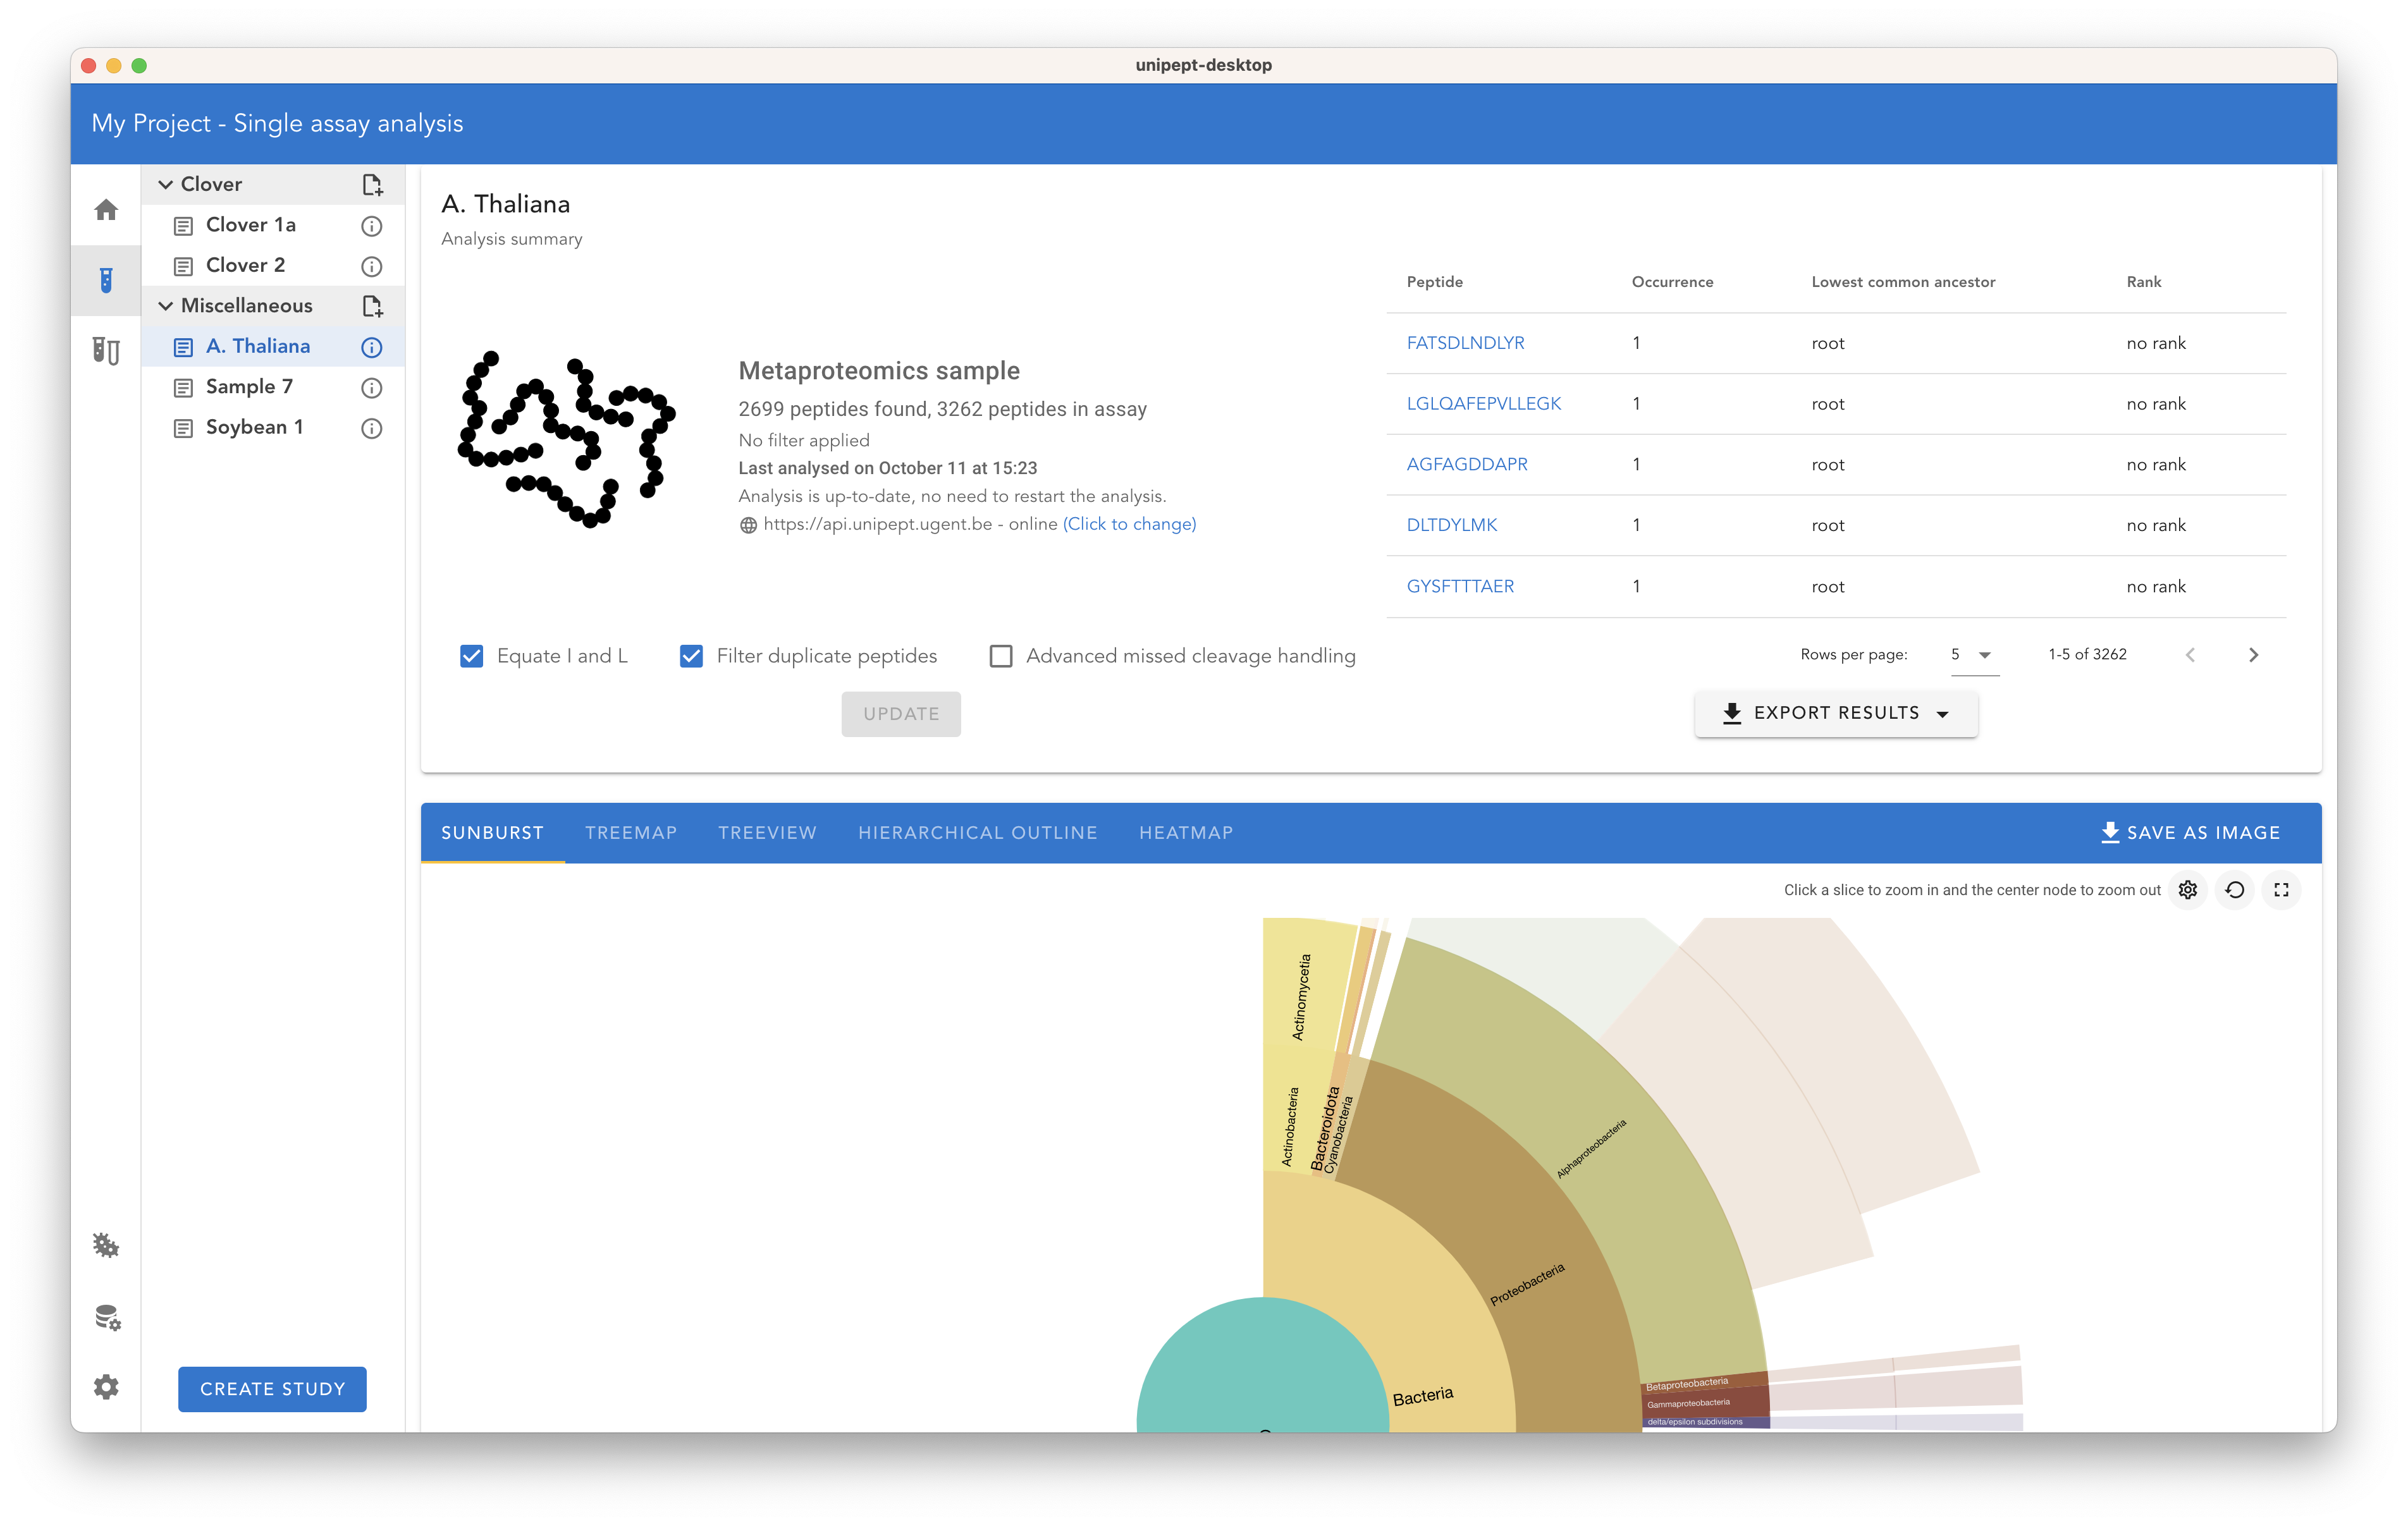 unipept-desktop
My Project - Single assay analysis
Clover
Clover 1a
Clover 2
Miscellaneous
A. Thaliana
Sample 7
Soybean 1
CREATE STUDY
A. Thaliana
Analysis summary
Metaproteomics sample
2699 peptides found, 3262 peptides in assay
No filter applied
Last analysed on October 11 at 15:23
Analysis is up-to-date, no need to restart the analysis.
https://api.unipept.ugent.be - online (Click to change)
Equate I and L Filter duplicate peptides Advanced missed cleavage handling
UPDATE
Peptide Occurrence Lowest common ancestor Rank
FATSDLNDLYR 1 root no rank
LGLQAFEPVLLEGK 1 root no rank
AGFAGDDAPR 1 root no rank
DLTDYLMK 1 root no rank
GYSFTTTAER 1 root no rank
Rows per page: 5 1-5 of 3262
EXPORT RESULTS
SUNBURST TREEMAP TREEVIEW HIERARCHICAL OUTLINE HEATMAP SAVE AS IMAGE
Click a slice to zoom in and the center node to zoom out
Actinomycetia
Actinobacteria
Bacteroidota
Cyanobacteria
Alphaproteobacteria
Proteobacteria
Bacteria
Betaproteobacteria
Gammaproteobacteria
delta/epsilon subdivisions